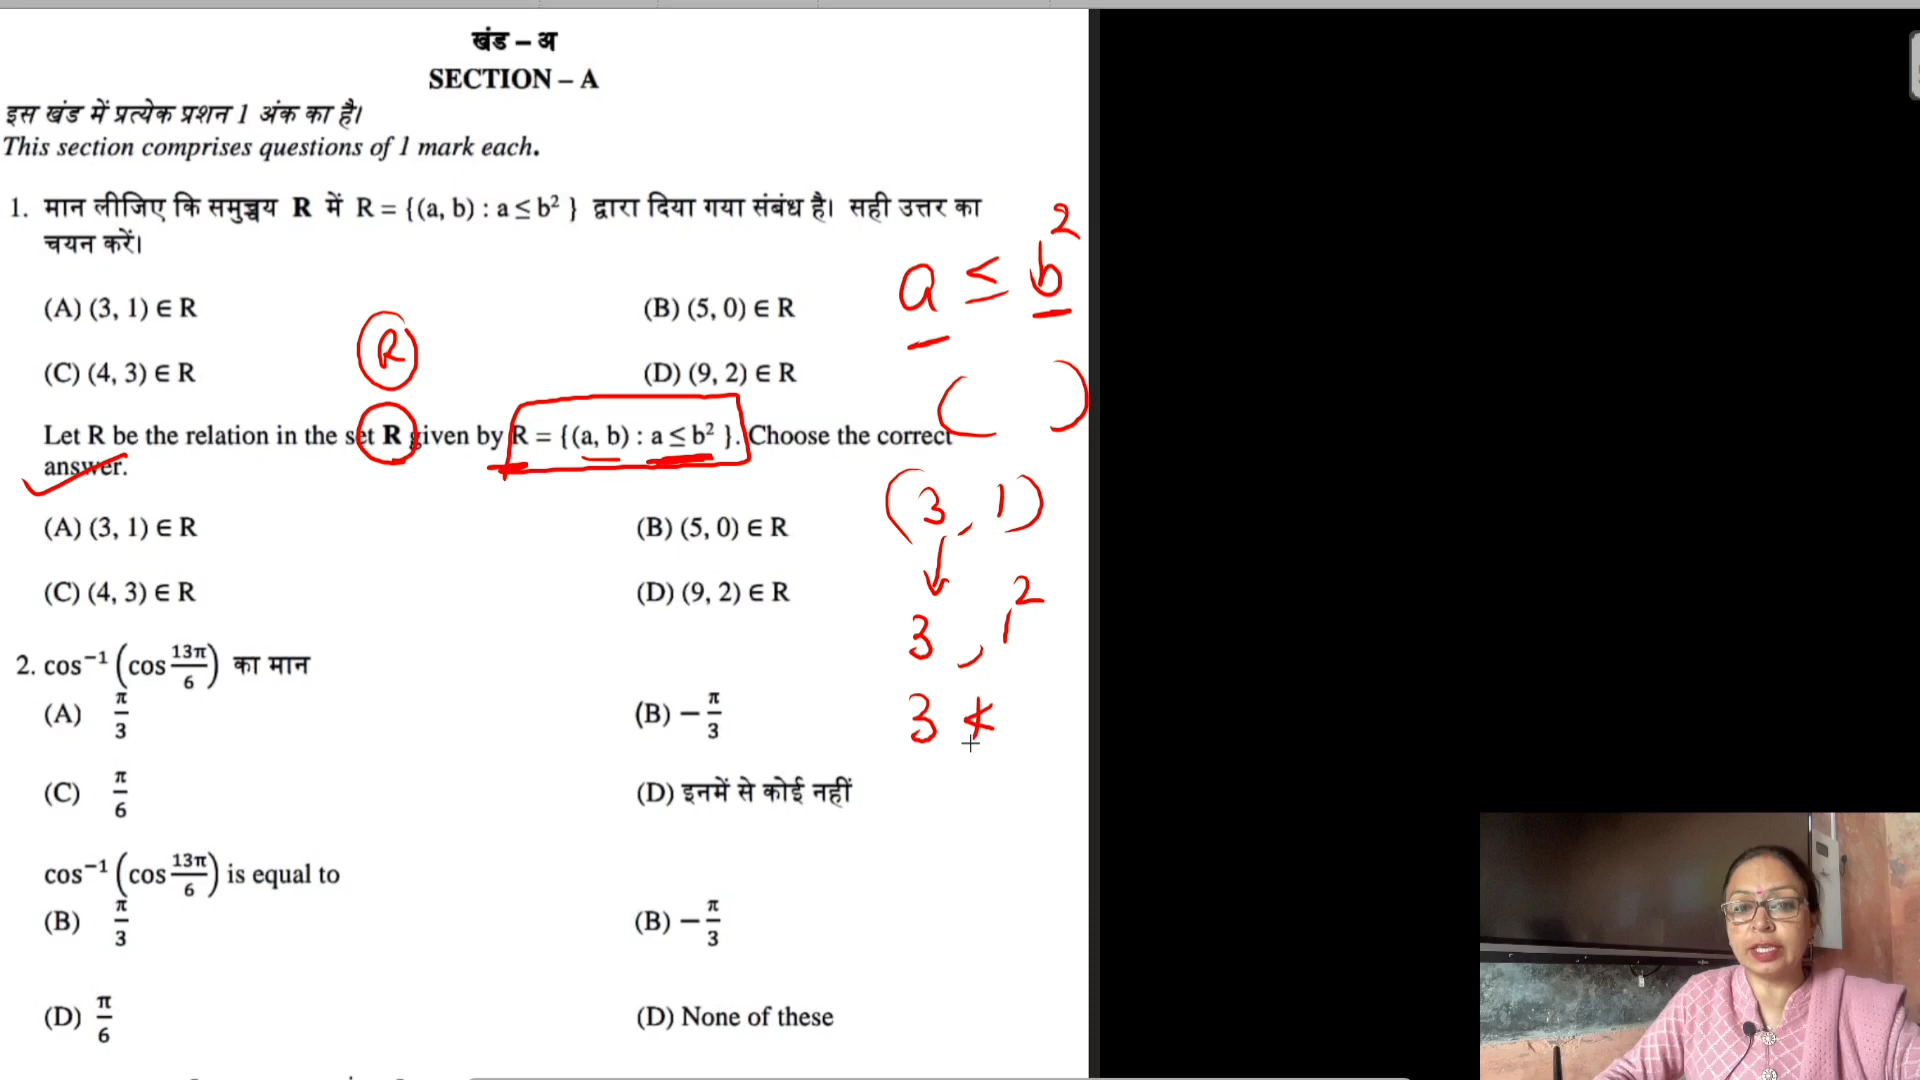 खंड – अ
SECTION – A
इस खंड में प्रत्येक प्रशन 1 अंक का है।
This section comprises questions of 1 mark each.
1. मान लीजिए कि समुच्चय R में R = {(a, b) : a ≤ b² } द्वारा दिया गया संबंध है। सही उत्तर का
चयन करें।
(A) (3, 1) ∈ R (B) (5, 0) ∈ R
(C) (4, 3) ∈ R (D) (9, 2) ∈ R
R
Let R be the relation in the set R given by R = {(a, b) : a ≤ b² }. Choose the correct
answer.
(A) (3, 1) ∈ R (B) (5, 0) ∈ R
(C) (4, 3) ∈ R (D) (9, 2) ∈ R
2. cos⁻¹ (cos 13π/6) का मान
(A) π/3 (B) − π/3
(C) π/6 (D) इनमें से कोई नहीं
cos⁻¹ (cos 13π/6) is equal to
(B) π/3 (B) − π/3
(D) π/6 (D) None of these
a ≤ b²
( )
(3, 1)
3 , 1²
3 ≮